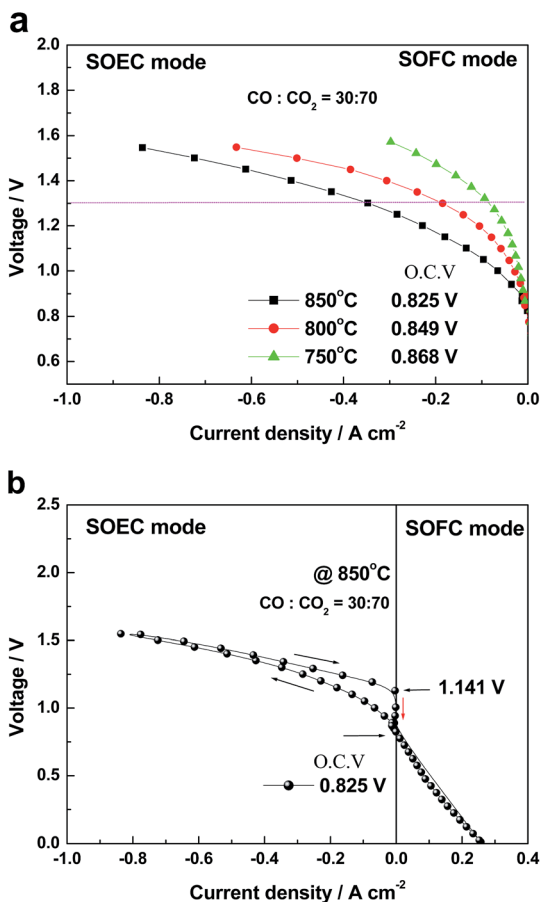 a
SOEC mode SOFC mode
CO : CO2 = 30:70
O.C.V
850oC 0.825 V
800oC 0.849 V
750oC 0.868 V
2.0
1.8
1.6
1.4
1.2
1.0
0.8
0.6
Voltage / V
-1.0 -0.8 -0.6 -0.4 -0.2 0.0
Current density / A cm-2
b
SOEC mode SOFC mode
@ 850oC
CO : CO2 = 30:70
1.141 V
O.C.V
0.825 V
2.5
2.0
1.5
1.0
0.5
0.0
Voltage / V
-1.0 -0.8 -0.6 -0.4 -0.2 0.0 0.2 0.4
Current density / A cm-2